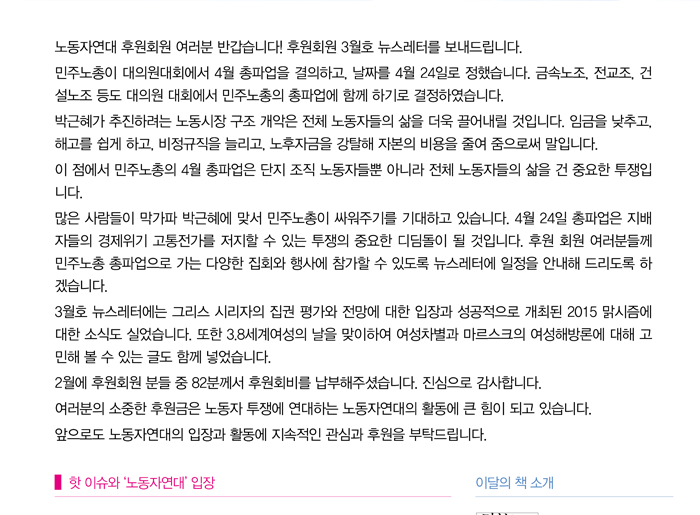 노동자연대 후원회원 여러분 반갑습니다! 후원회원 3월호 뉴스레터를 보내드립니다.
민주노총이 대의원대회에서 4월 총파업을 결의하고, 날짜를 4월 24일로 정했습니다. 금속노조, 전교조, 건
설노조 등도 대의원 대회에서 민주노총의 총파업에 함께 하기로 결정하였습니다.
박근혜가 추진하려는 노동시장 구조 개악은 전체 노동자들의 삶을 더욱 끌어내릴 것입니다. 임금을 낮추고,
해고를 쉽게 하고, 비정규직을 늘리고, 노후자금을 강탈해 자본의 비용을 줄여 줌으로써 말입니다.
이 점에서 민주노총의 4월 총파업은 단지 조직 노동자들뿐 아니라 전체 노동자들의 삶을 건 중요한 투쟁입
니다.
많은 사람들이 막가파 박근혜에 맞서 민주노총이 싸워주기를 기대하고 있습니다. 4월 24일 총파업은 지배
자들의 경제위기 고통전가를 저지할 수 있는 투쟁의 중요한 디딤돌이 될 것입니다. 후원 회원 여러분들께
민주노총 총파업으로 가는 다양한 집회와 행사에 참가할 수 있도록 뉴스레터에 일정을 안내해 드리도록 하
겠습니다.
3월호 뉴스레터에는 그리스 시리자의 집권 평가와 전망에 대한 입장과 성공적으로 개최된 2015 맑시즘에
대한 소식도 실었습니다. 또한 3.8세계여성의 날을 맞이하여 여성차별과 마르스크의 여성해방론에 대해 고
민해 볼 수 있는 글도 함께 넣었습니다.
2월에 후원회원 분들 중 82분께서 후원회비를 납부해주셨습니다. 진심으로 감사합니다.
여러분의 소중한 후원금은 노동자 투쟁에 연대하는 노동자연대의 활동에 큰 힘이 되고 있습니다.
앞으로도 노동자연대의 입장과 활동에 지속적인 관심과 후원을 부탁드립니다.
핫 이슈와 '노동자연대' 입장
이달의 책 소개